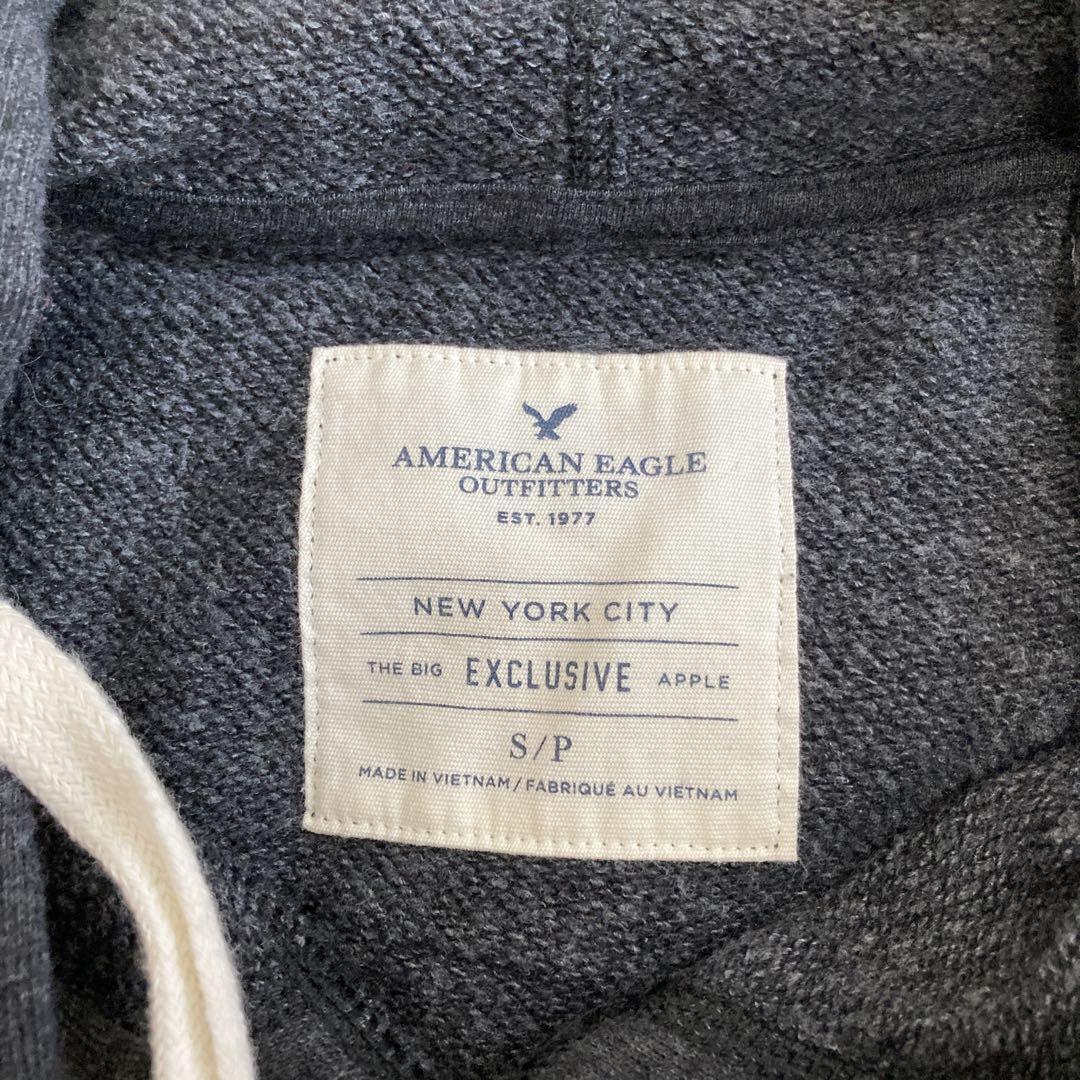 AMERICAN EAGLE
OUTFITTERS
EST. 1977
NEW YORK CITY
THE BIG EXCLUSIVE APPLE
S/P
MADE IN VIETNAM/FABRIQUÉ AU VIETNAM